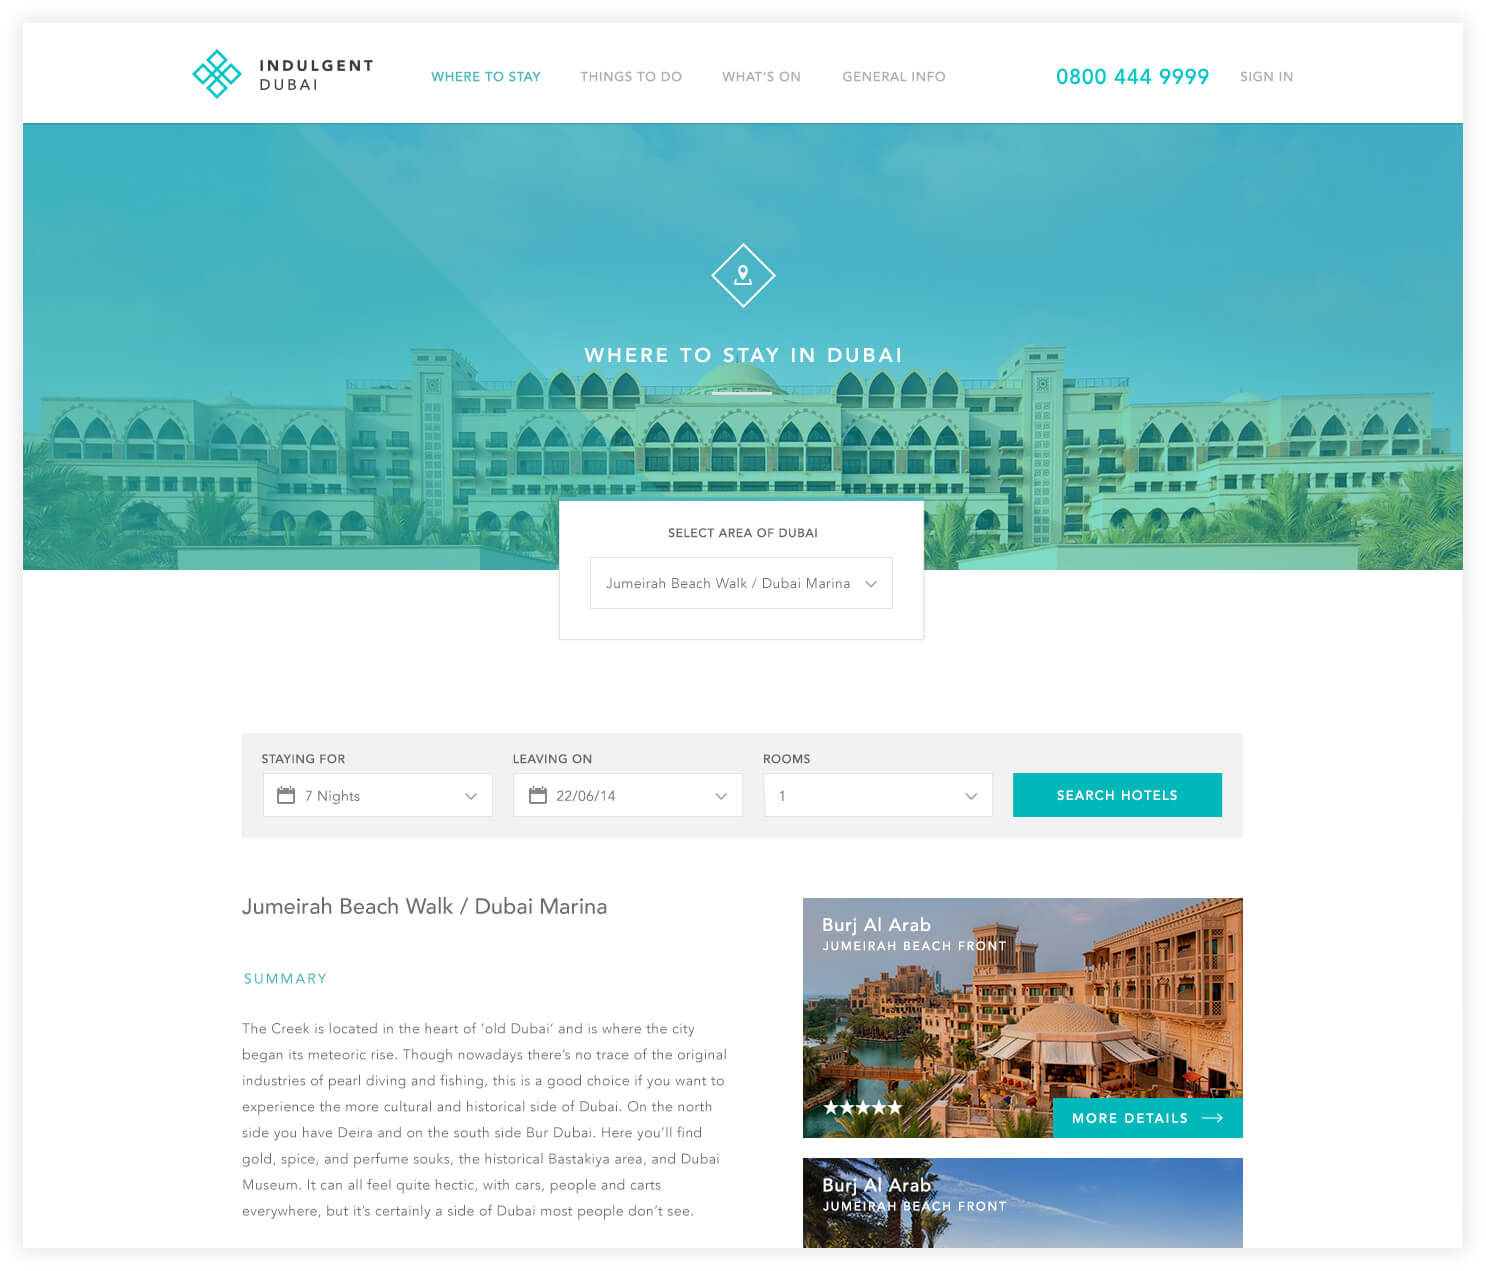 INDULGENT
DUBAI
WHERE TO STAY
THINGS TO DO
WHAT'S ON
GENERAL INFO
0800 444 9999
SIGN IN
WHERE TO STAY IN DUBAI
SELECT AREA OF DUBAI
Jumeirah Beach Walk / Dubai Marina
STAYING FOR
7 Nights
LEAVING ON
22/06/14
ROOMS
1
SEARCH HOTELS
Jumeirah Beach Walk / Dubai Marina
SUMMARY
The Creek is located in the heart of ‘old Dubai’ and is where the city
began its meteoric rise. Though nowadays there’s no trace of the original
industries of pearl diving and fishing, this is a good choice if you want to
experience the more cultural and historical side of Dubai. On the north
side you have Deira and on the south side Bur Dubai. Here you’ll find
gold, spice, and perfume souks, the historical Bastakiya area, and Dubai
Museum. It can all feel quite hectic, with cars, people and carts
everywhere, but it’s certainly a side of Dubai most people don’t see.
Burj Al Arab
JUMEIRAH BEACH FRONT
MORE DETAILS
Burj Al Arab
JUMEIRAH BEACH FRONT